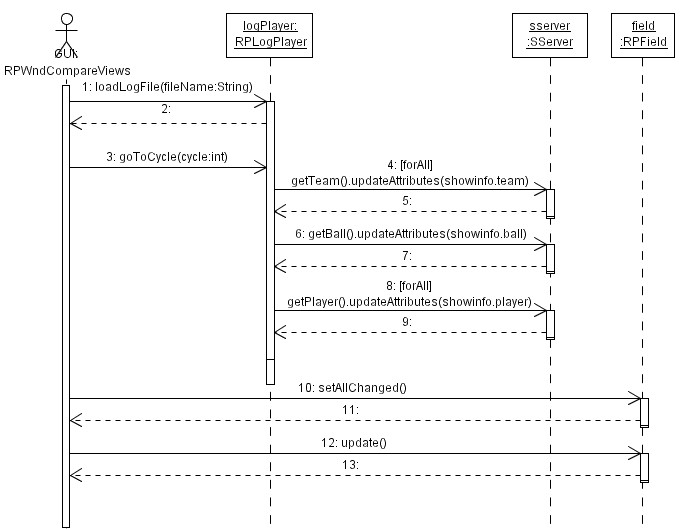 logPlayer:
RPLogPlayer
sserver
:SServer
field
:RPField
GUI:
RPWndCompareViews
1: loadLogFile(fileName:String)
2:
3: goToCycle(cycle:int)
4: [forAll]
getTeam().updateAttributes(showinfo.team)
5:
6: getBall().updateAttributes(showinfo.ball)
7:
8: [forAll]
getPlayer().updateAttributes(showinfo.player)
9:
10: setAllChanged()
11:
12: update()
13: